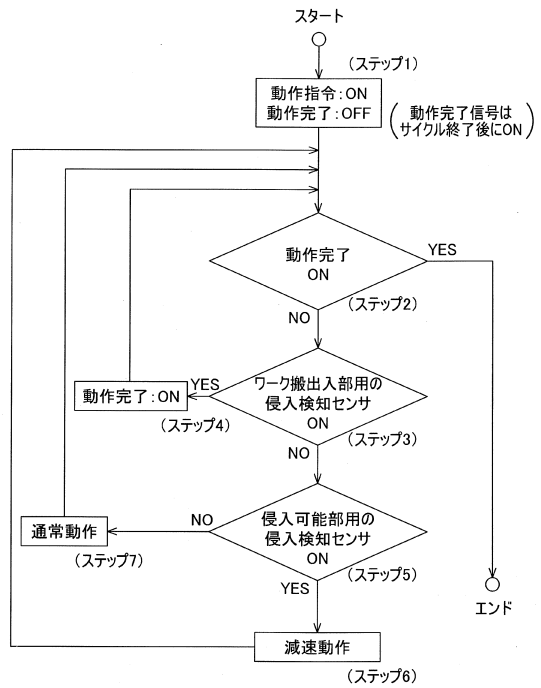 スタート
(ステップ1)
動作指令:ON
動作完了:OFF
(動作完了信号は
サイクル終了後にON)
動作完了
ON
YES
(ステップ2)
NO
ワーク搬出入部用の
侵入検知センサ
ON
YES
動作完了:ON
(ステップ4)
(ステップ3)
NO
侵入可能部用の
侵入検知センサ
ON
NO
通常動作
(ステップ7)
(ステップ5)
YES
エンド
減速動作
(ステップ6)